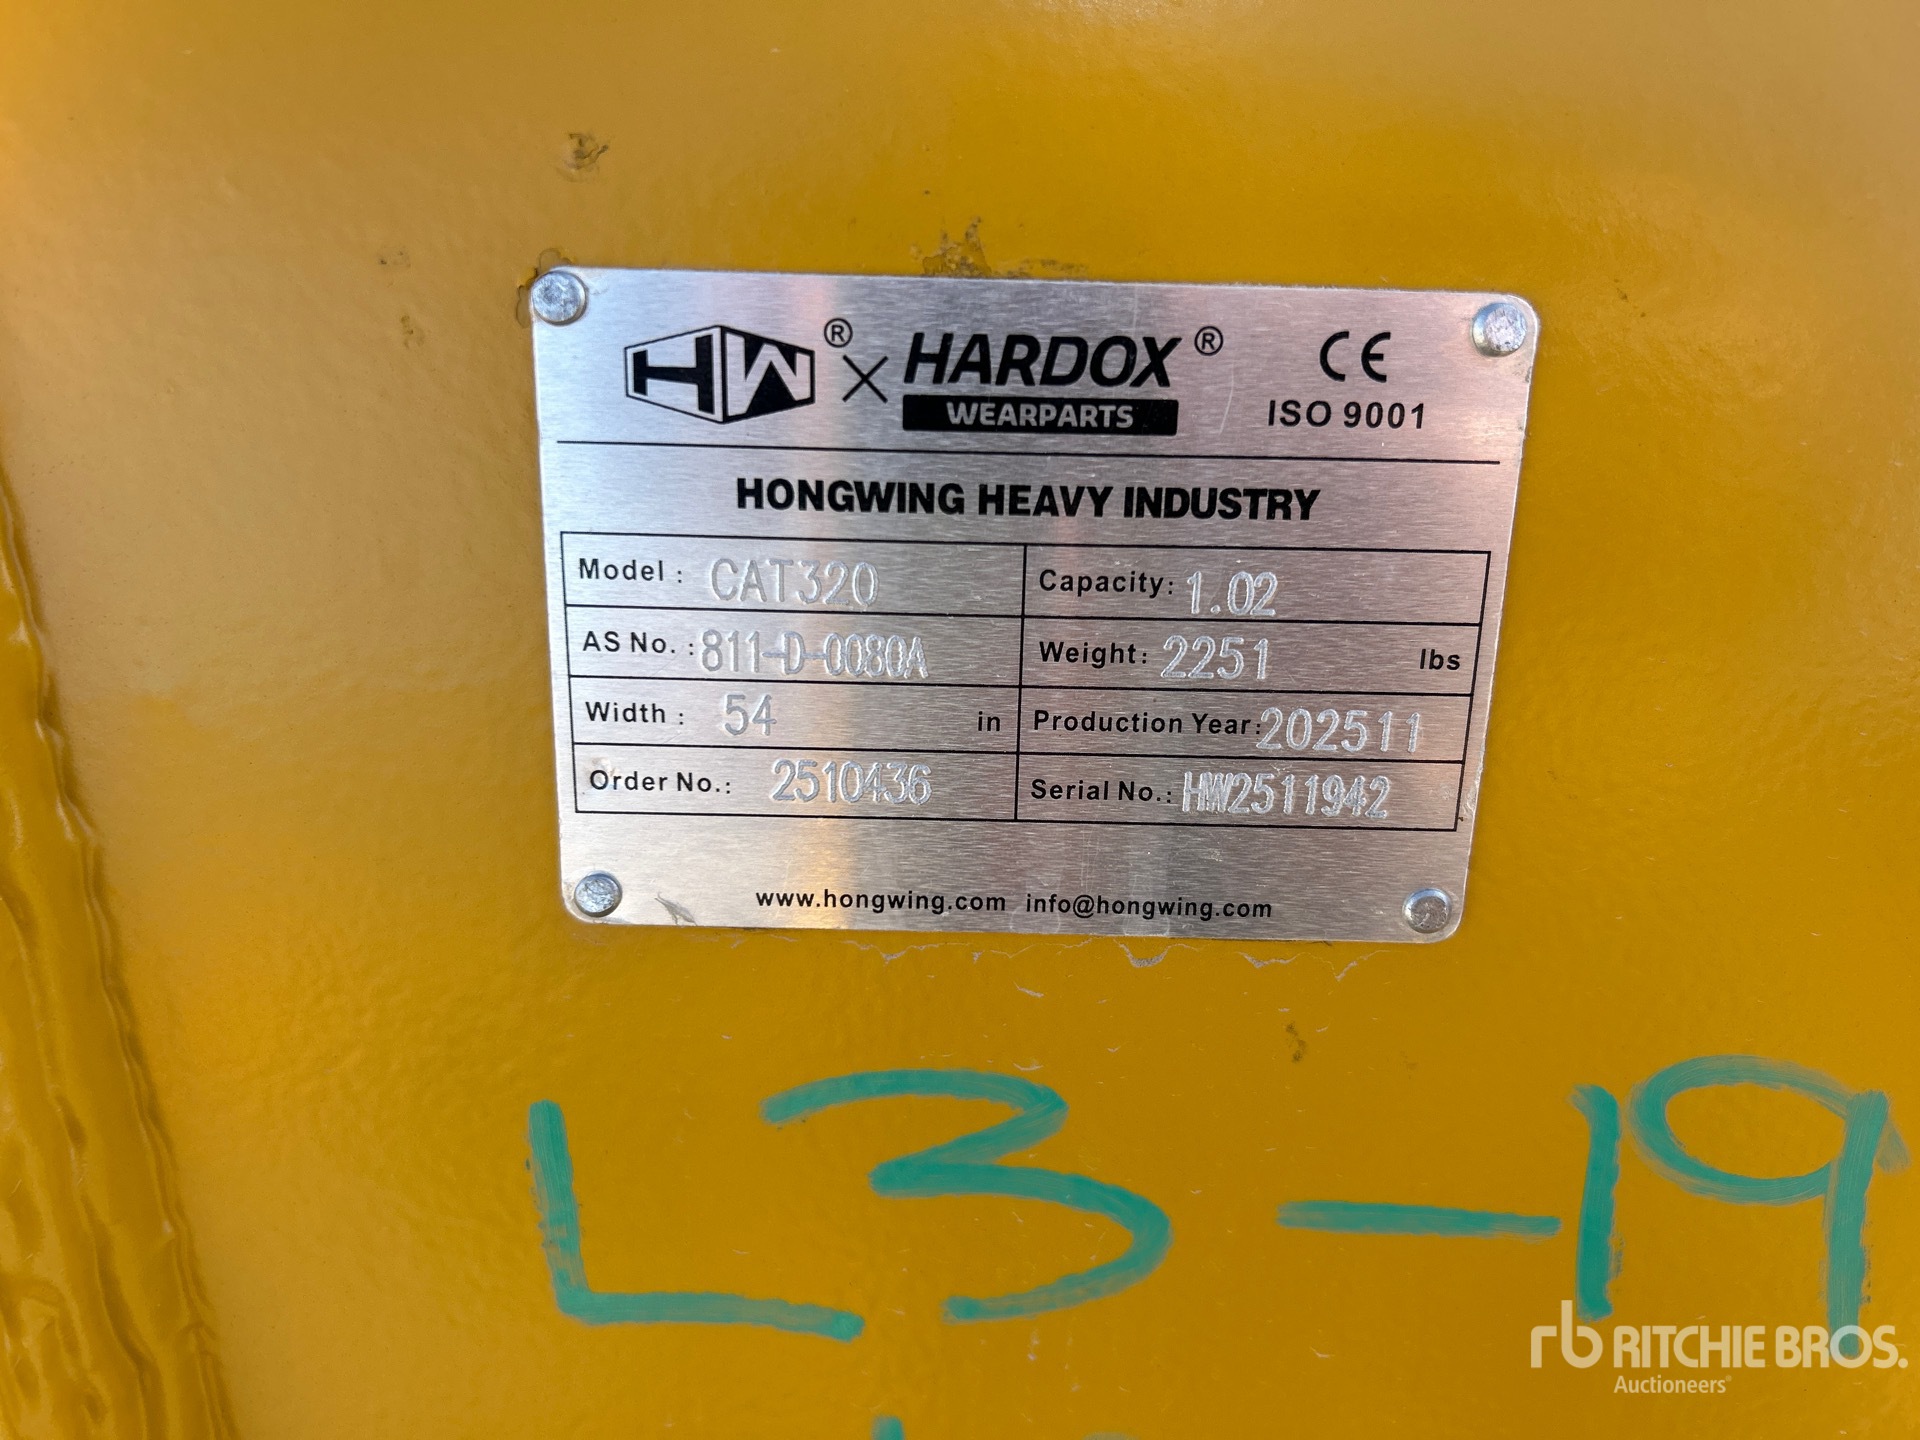 HW® × HARDOX® CE
WEARPARTS ISO 9001
HONGWING HEAVY INDUSTRY
Model: CAT320 Capacity: 1.02
AS No.: 811-D-0080A Weight: 2251 lbs
Width: 54 in Production Year: 202511
Order No.: 2510436 Serial No.: HW2511942
www.hongwing.com info@hongwing.com
L3-19
rb RITCHIE BROS.
Auctioneers